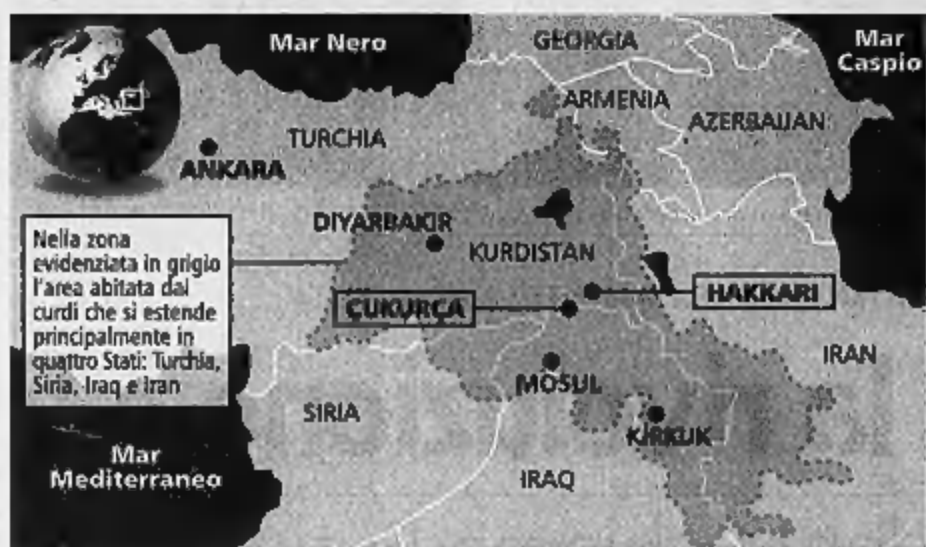 Mar Nero
GEORGIA
Mar
Caspio
ARMENIA
AZERBAIJAN
TURCHIA
ANKARA
DIYARBAKIR
KURDISTAN
Nella zona
evidenziata in grigio
l'area abitata dai
curdi che si estende
principalmente in
quattro Stati: Turchia,
Siria, Iraq e Iran
ÇUKURÇA
HAKKARI
IRAN
MOSUL
SIRIA
KIRKUK
IRAQ
Mar
Mediterraneo